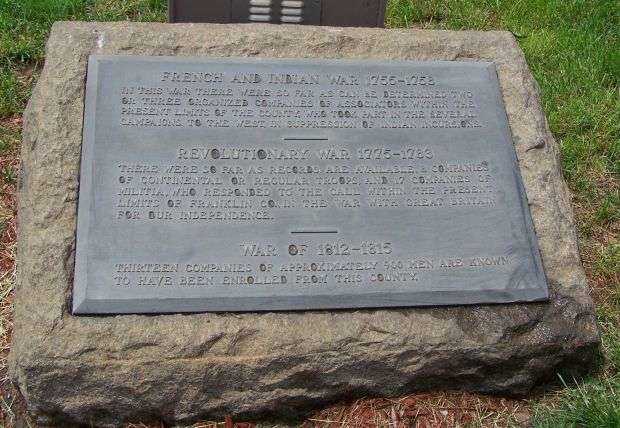 FRENCH AND INDIAN WAR 1755-1758
IN THIS WAR THERE WERE SO FAR AS CAN BE DETERMINED TWO
OR THREE ORGANIZED COMPANIES OF ASSOCIATORS WITHIN THE
PRESENT LIMITS OF THE COUNTY, WHO TOOK PART IN THE SEVERAL
CAMPAIGNS TO THE WEST, IN SUPPRESSION OF INDIAN INCURSIONS.
REVOLUTIONARY WAR 1775-1783
THERE WERE SO FAR AS RECORDS ARE AVAILABLE, COMPANIES
OF CONTINENTAL OR REGULAR TROOPS, AND 17 COMPANIES OF
MILITIA, WHO RESPONDED TO THE CALL WITHIN THE PRESENT
LIMITS OF FRANKLIN CO. IN THE WAR WITH GREAT BRITAIN
FOR OUR INDEPENDENCE.
WAR OF 1812-1815
THIRTEEN COMPANIES OF APPROXIMATELY 900 MEN ARE KNOWN
TO HAVE BEEN ENROLLED FROM THIS COUNTY.